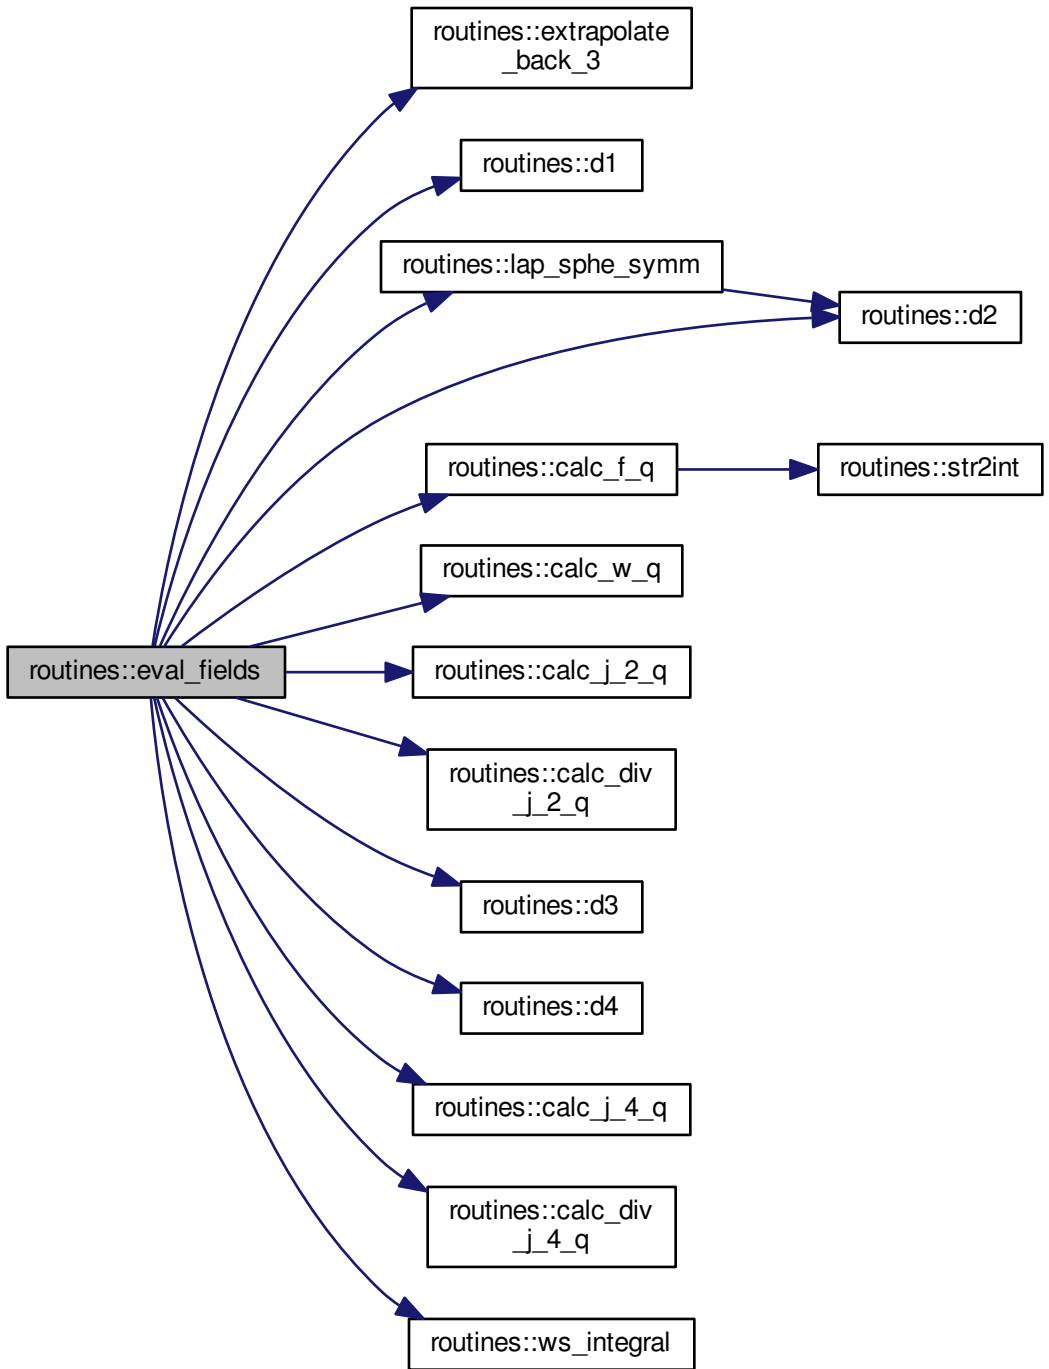 routines::extrapolate
_back_3
routines::d1
routines::lap_sphe_symm
routines::d2
routines::calc_f_q
routines::str2int
routines::calc_w_q
routines::eval_fields
routines::calc_j_2_q
routines::calc_div
_j_2_q
routines::d3
routines::d4
routines::calc_j_4_q
routines::calc_div
_j_4_q
routines::ws_integral